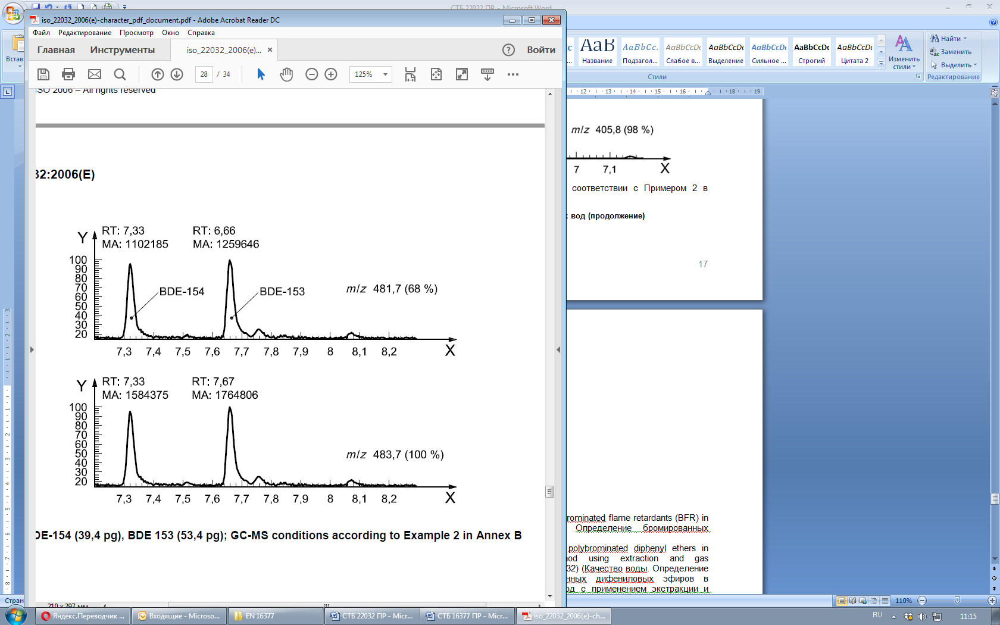 СТБ 22032 ПР - Microsoft Word
iso_22032_2006(e)-character_pdf_document.pdf - Adobe Acrobat Reader DC
Файл Редактирование Просмотр Окно Справка
Главная Инструменты iso_22032_2006(e)... × Войти
28 / 34 125%
Встав
AaB AaBbCc. AaBbCcDc AaBbCcDc AaBbCcDc AaBbCcDc AaBbCcDc
Название Подзагол... Слабое в... Выделение Сильное ... Строгий Цитата 2
Изменить стили
Стили
Найти
Заменить
Выделить
Редактирование
12 13 14 15 16 18 19
ISO 2006 – All rights reserved
32:2006(E)
Y RT: 7,33 RT: 6,66
MA: 1102185 MA: 1259646
100
90
80
70
60
50
40
30
20
BDE-154 BDE-153 m/z 481,7 (68 %)
7,3 7,4 7,5 7,6 7,7 7,8 7,9 8 8,1 8,2 X
Y RT: 7,33 RT: 7,67
MA: 1584375 MA: 1764806
100
90
80
70
60
50
40
30
20
m/z 483,7 (100 %)
7,3 7,4 7,5 7,6 7,7 7,8 7,9 8 8,1 8,2 X
DE-154 (39,4 pg), BDE 153 (53,4 pg); GC-MS conditions according to Example 2 in Annex B
210 x 297 мм
m/z 405,8 (98 %)
7 7,1 X
соответствии с Примером 2 в
вод (продолжение)
17
rominated flame retardants (BFR) in
Определение бромированных
polybrominated diphenyl ethers in
hod using extraction and gas
32) (Качество воды. Определение
нных дифениловых эфиров в
од с применением экстракции и
Стран
110%
Яндекс.Переводчик ... Входящие - Microso... EN 16377 СТБ 22032 ПР - Micr... СТБ 16377 ПР - Micr... iso_22032_2006(e)-ch... RU 11:15